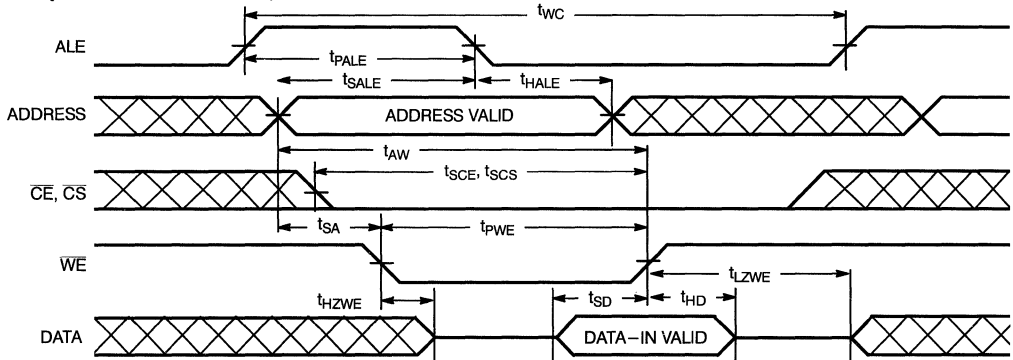 tWC
ALE
tPALE
tSALE
tHALE
ADDRESS
ADDRESS VALID
tAW
CE, CS
tSCE, tSCS
tSA
tPWE
WE
tLZWE
tHZWE
tSD
tHD
DATA
DATA–IN VALID